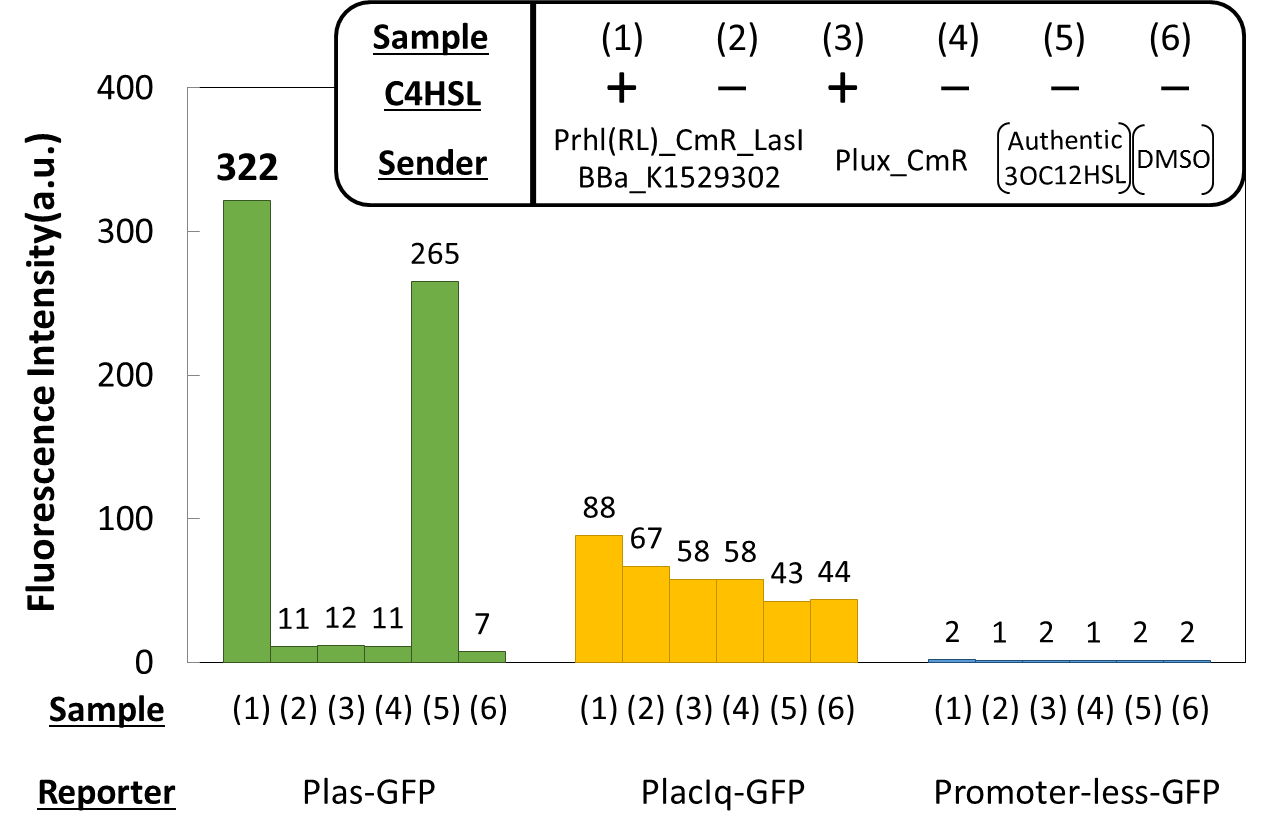 Sample (1) (2) (3) (4) (5) (6)
C4HSL + − + − − −
Sender Prhl(RL)_CmR_LasI BBa_K1529302 Plux_CmR Authentic 3OC12HSL DMSO
Fluorescence Intensity(a.u.)
400
300
200
100
0
322 11 12 11 265 7
88 67 58 58 43 44
2 1 2 1 2 2
Sample (1) (2) (3) (4) (5) (6) (1) (2) (3) (4) (5) (6) (1) (2) (3) (4) (5) (6)
Reporter Plas-GFP PlacIq-GFP Promoter-less-GFP